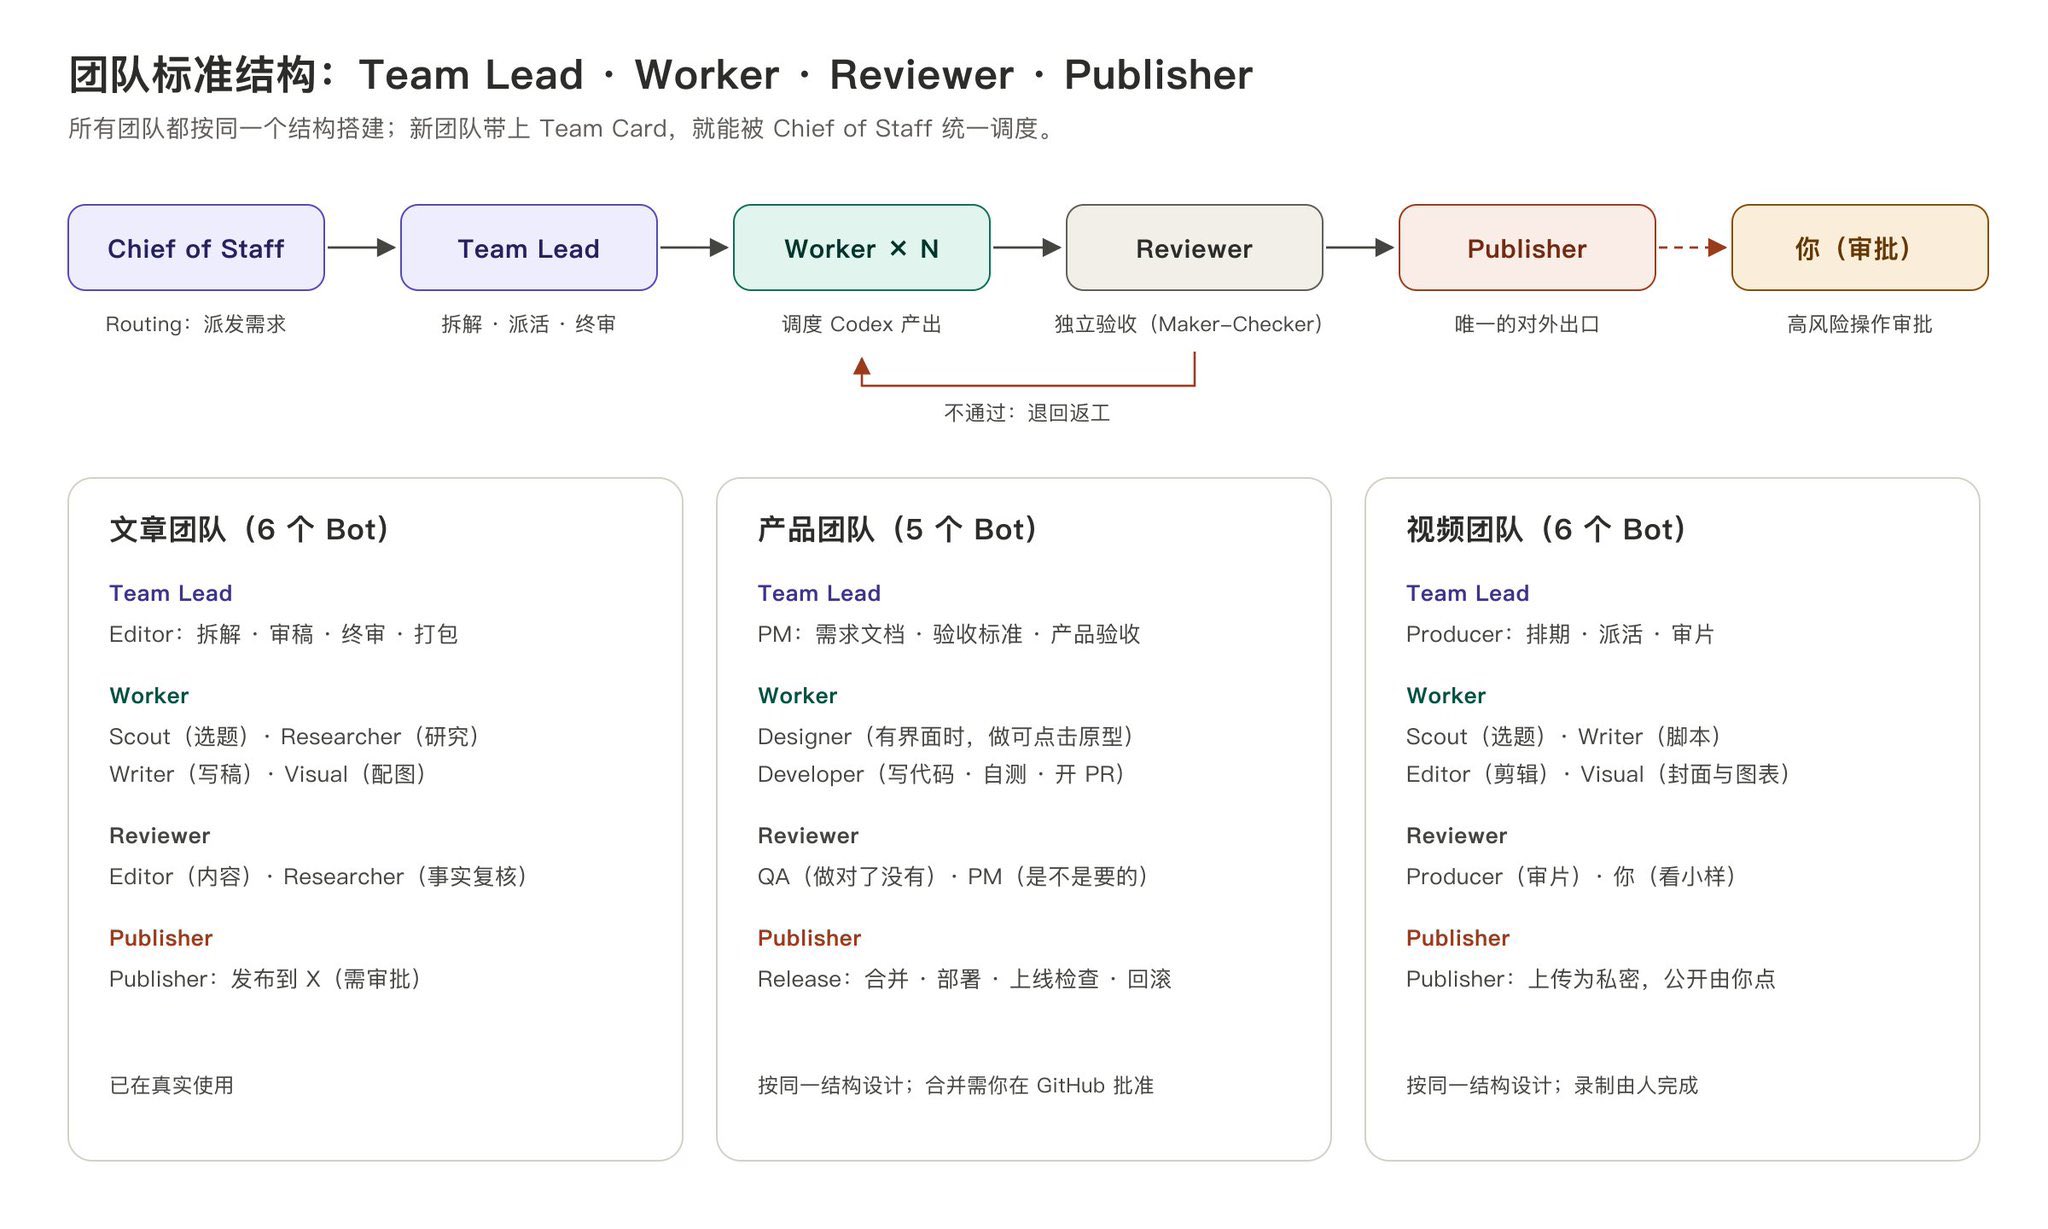 团队标准结构：Team Lead · Worker · Reviewer · Publisher
所有团队都按同一个结构搭建；新团队带上 Team Card，就能被 Chief of Staff 统一调度。
Chief of Staff
Team Lead
Worker × N
Reviewer
Publisher
你（审批）
Routing：派发需求
拆解 · 派活 · 终审
调度 Codex 产出
独立验收（Maker–Checker）
唯一的对外出口
高风险操作审批
不通过：退回返工
文章团队（6 个 Bot）
Team Lead
Editor：拆解 · 审稿 · 终审 · 打包
Worker
Scout（选题）· Researcher（研究）
Writer（写稿）· Visual（配图）
Reviewer
Editor（内容）· Researcher（事实复核）
Publisher
Publisher：发布到 X（需审批）
已在真实使用
产品团队（5 个 Bot）
Team Lead
PM：需求文档 · 验收标准 · 产品验收
Worker
Designer（有界面时，做可点击原型）
Developer（写代码 · 自测 · 开 PR）
Reviewer
QA（做对了没有）· PM（是不是要的）
Publisher
Release：合并 · 部署 · 上线检查 · 回滚
按同一结构设计；合并需你在 GitHub 批准
视频团队（6 个 Bot）
Team Lead
Producer：排期 · 派活 · 审片
Worker
Scout（选题）· Writer（脚本）
Editor（剪辑）· Visual（封面与图表）
Reviewer
Producer（审片）· 你（看小样）
Publisher
Publisher：上传为私密，公开由你点
按同一结构设计；录制由人完成